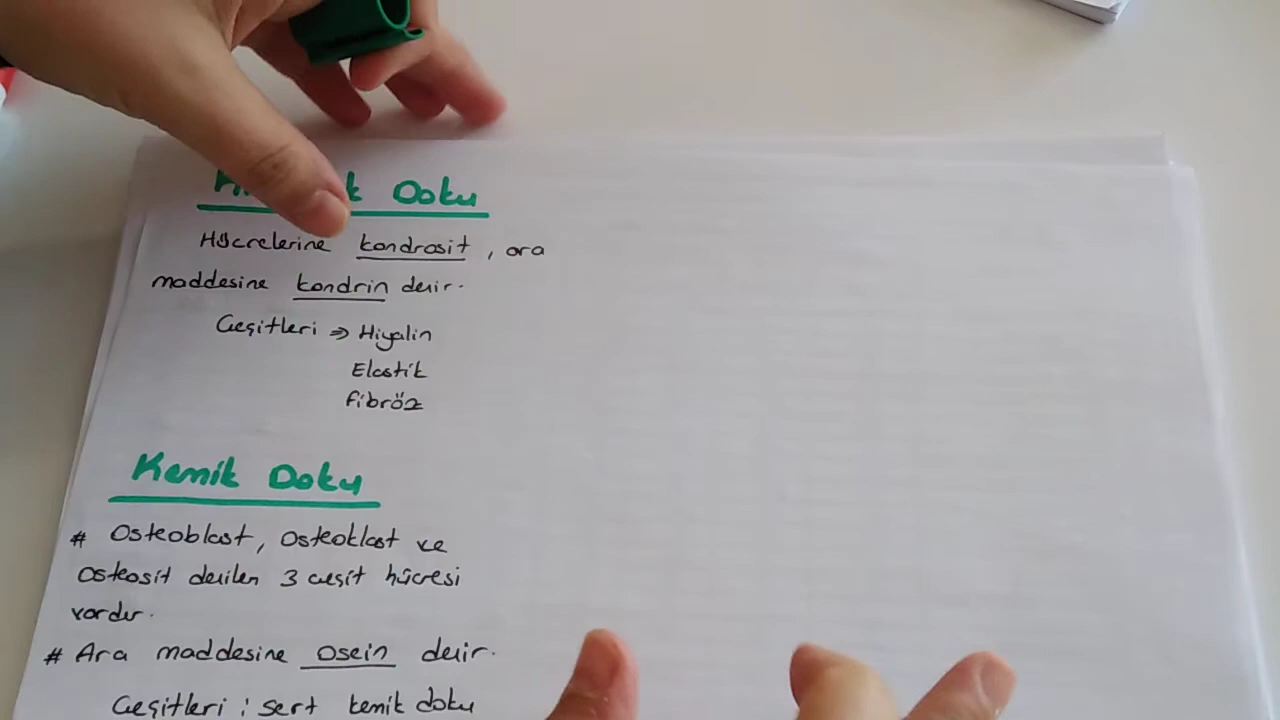 Doku
Hücrelerine kondrosit, ara
maddesine kondrin denir.
Çeşitleri ⇒ Hiyalin
Elastik
fibröz
Kemik Doku
# Osteoblast, osteoklast ve
Osteosit denilen 3 çeşit hücresi
vardır.
# Ara maddesine osein denir.
Çeşitleri : sert kemik doku